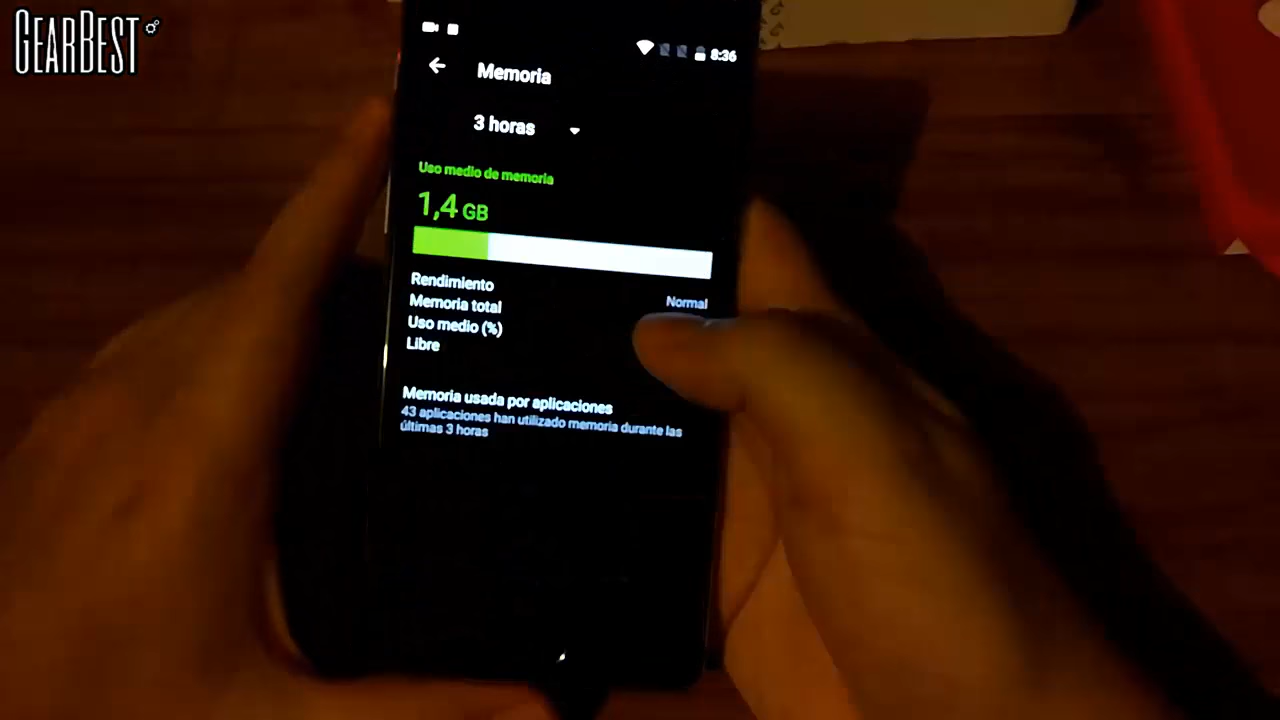 GEARBEST
8:36
Memoria
3 horas
Uso medio de memoria
1,4 GB
Rendimiento
Normal
Memoria total
Uso medio (%)
Libre
Memoria usada por aplicaciones
43 aplicaciones han utilizado memoria durante las
últimas 3 horas